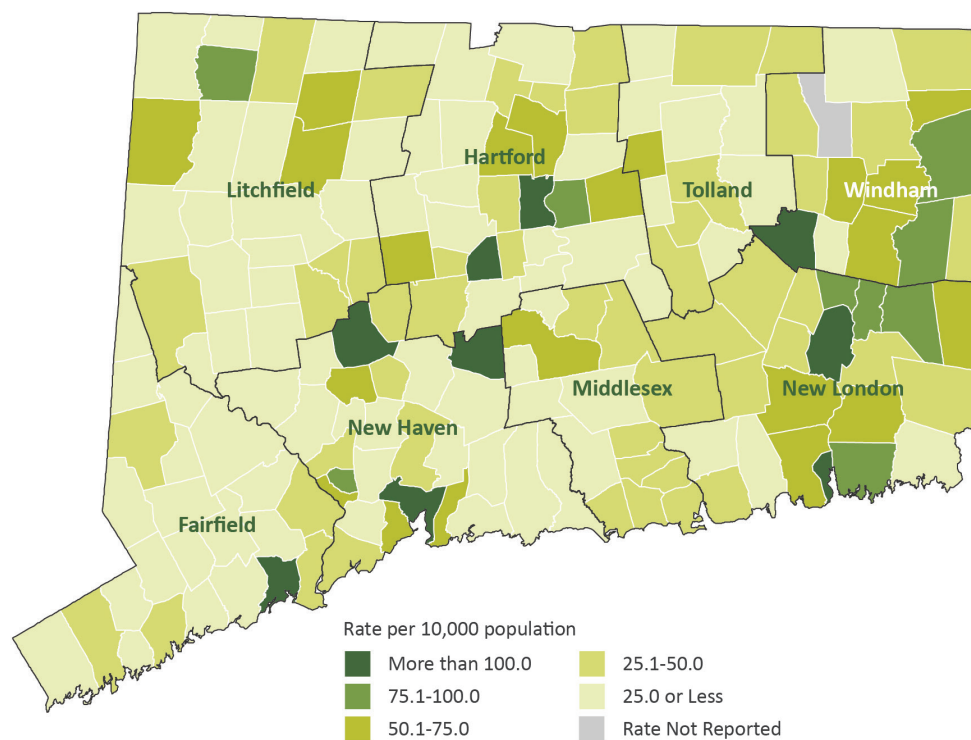 Hartford
Litchfield
Tolland
Windham
Middlesex
New London
New Haven
Fairfield
Rate per 10,000 population
More than 100.0
75.1-100.0
50.1-75.0
25.1-50.0
25.0 or Less
Rate Not Reported